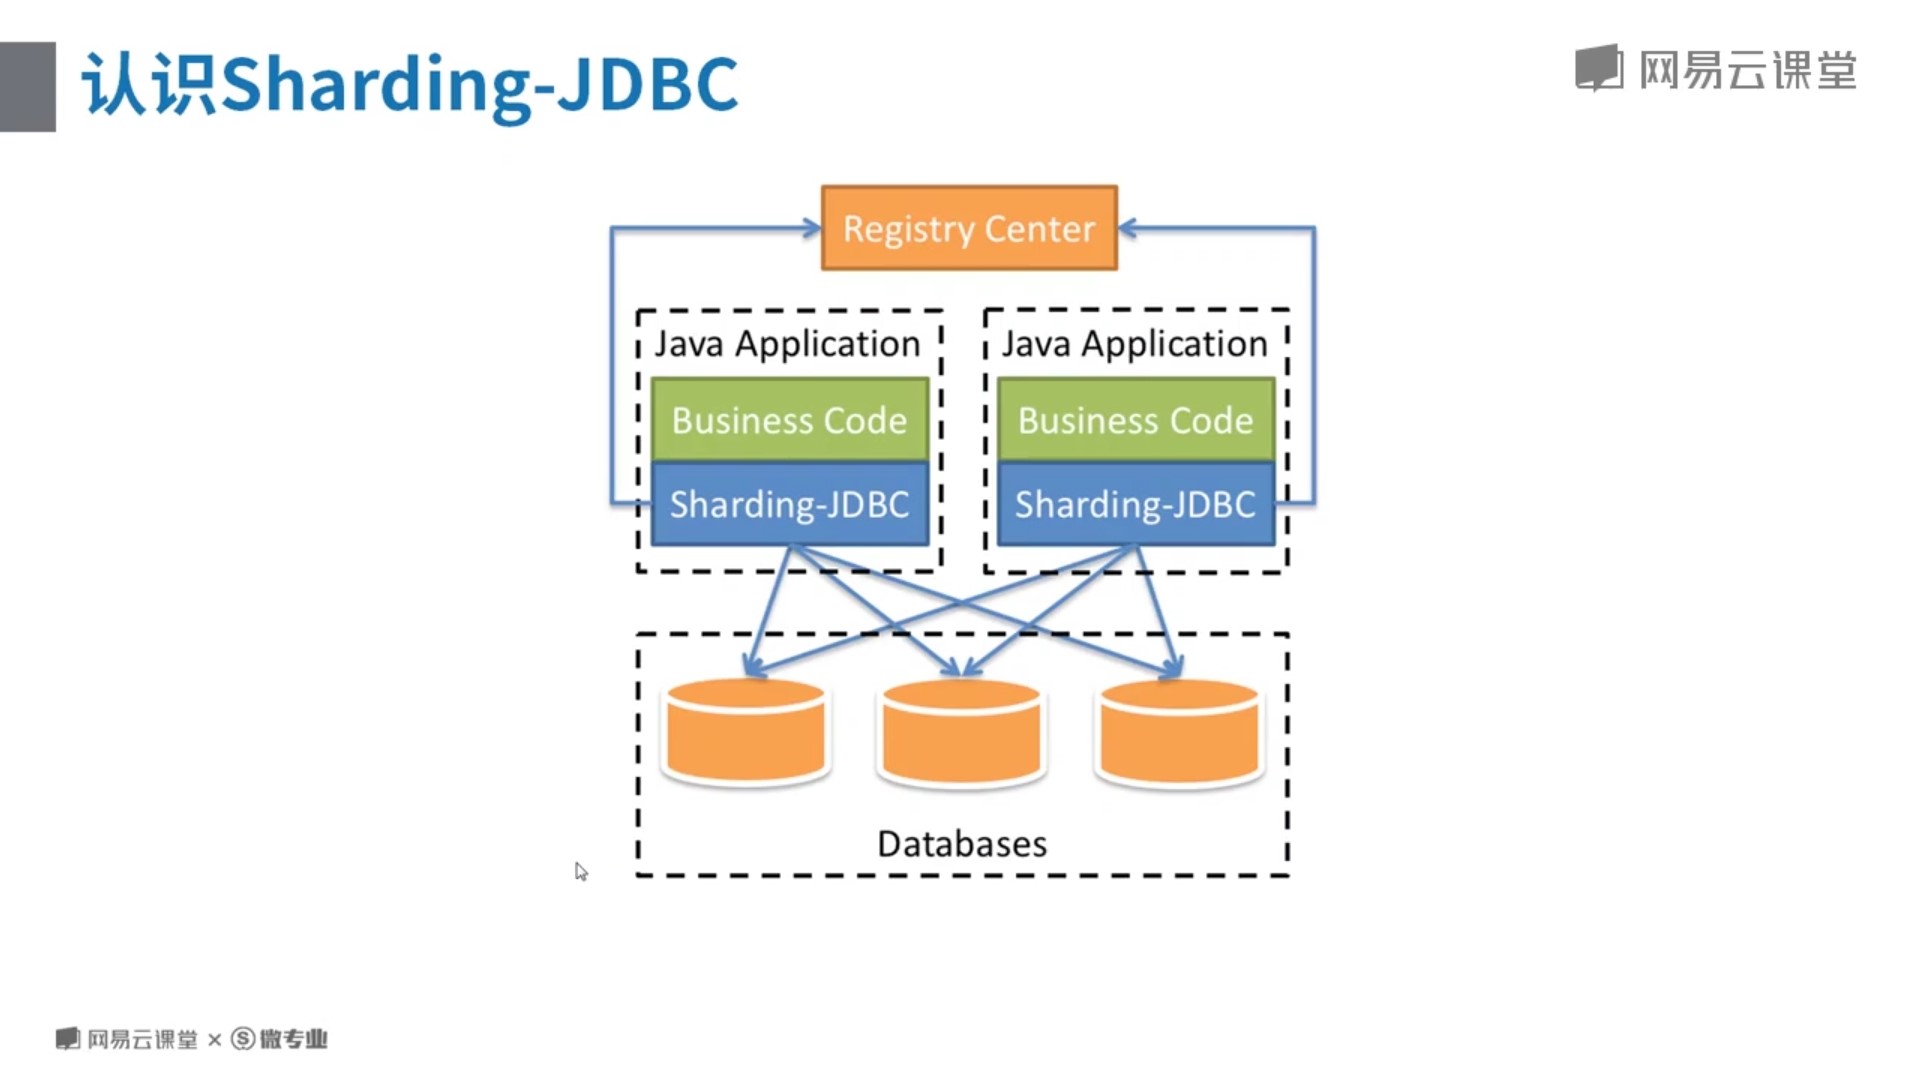 认识Sharding-JDBC
网易云课堂
Registry Center
Java Application
Java Application
Business Code
Business Code
Sharding-JDBC
Sharding-JDBC
Databases
网易云课堂 × Ⓢ微专业